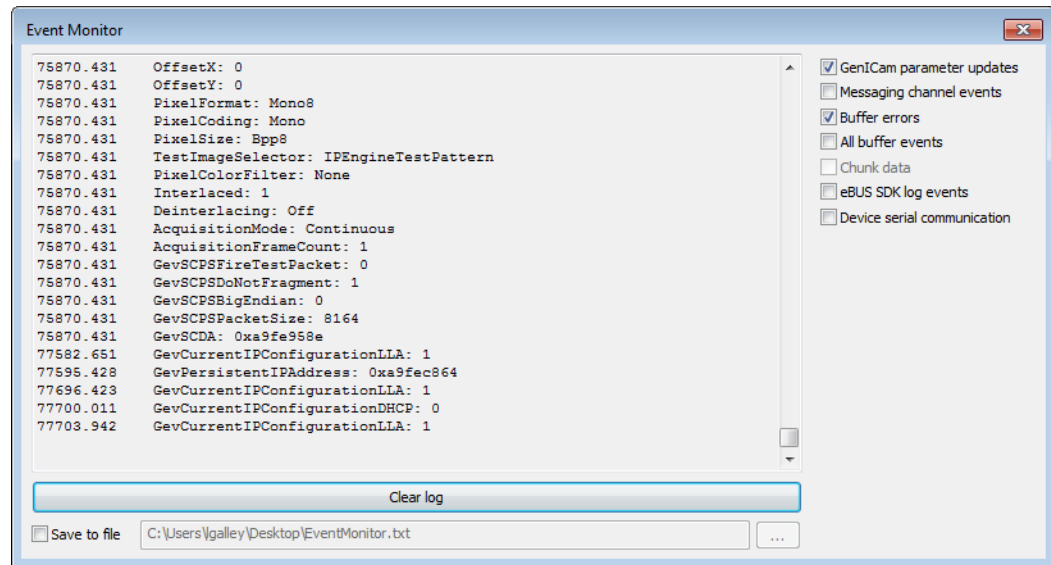 Event Monitor
75870.431 OffsetX: 0
75870.431 OffsetY: 0
75870.431 PixelFormat: Mono8
75870.431 PixelCoding: Mono
75870.431 PixelSize: Bpp8
75870.431 TestImageSelector: IPEngineTestPattern
75870.431 PixelColorFilter: None
75870.431 Interlaced: 1
75870.431 Deinterlacing: Off
75870.431 AcquisitionMode: Continuous
75870.431 AcquisitionFrameCount: 1
75870.431 GevSCPSFireTestPacket: 0
75870.431 GevSCPSDoNotFragment: 1
75870.431 GevSCPSBigEndian: 0
75870.431 GevSCPSPacketSize: 8164
75870.431 GevSCDA: 0xa9fe958e
77582.651 GevCurrentIPConfigurationLLA: 1
77595.428 GevPersistentIPAddress: 0xa9fec864
77696.423 GevCurrentIPConfigurationLLA: 1
77700.011 GevCurrentIPConfigurationDHCP: 0
77703.942 GevCurrentIPConfigurationLLA: 1
GenICam parameter updates
Messaging channel events
Buffer errors
All buffer events
Chunk data
eBUS SDK log events
Device serial communication
Clear log
Save to file
C:\Users\lgalley\Desktop\EventMonitor.txt
...